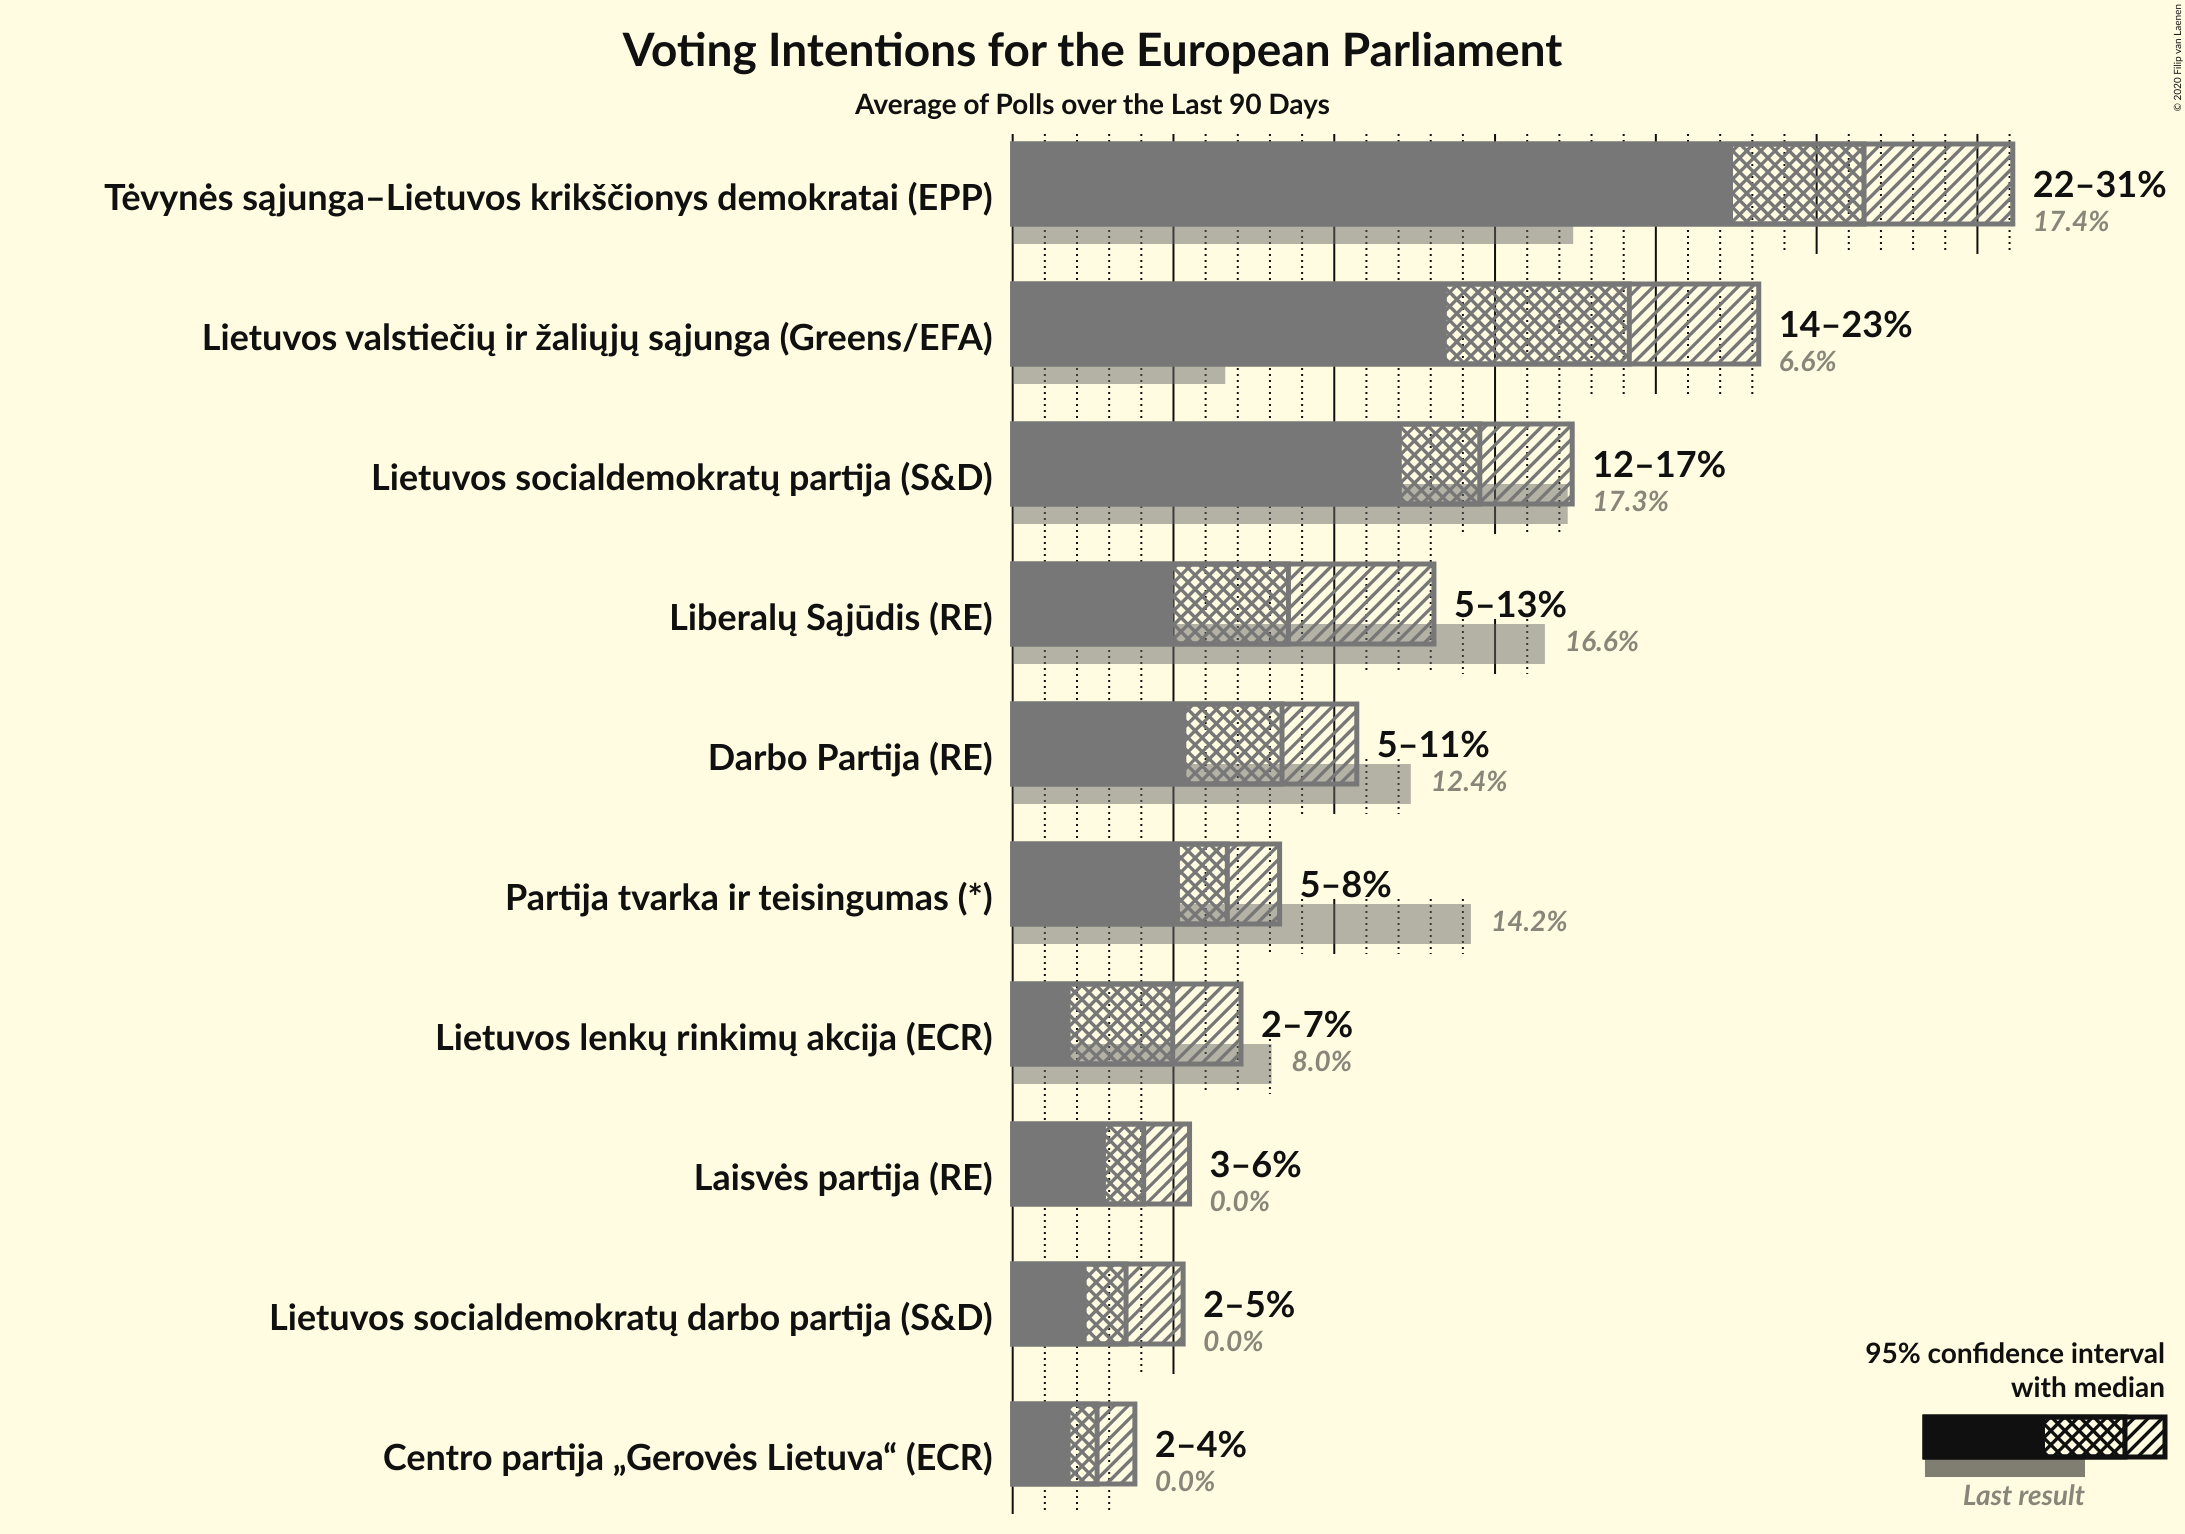 © 2020 Filip van Laenen
Voting Intentions for the European Parliament
Average of Polls over the Last 90 Days
Tėvynės sąjunga–Lietuvos krikščionys demokratai (EPP)
22–31%
17.4%
Lietuvos valstiečių ir žaliųjų sąjunga (Greens/EFA)
14–23%
6.6%
Lietuvos socialdemokratų partija (S&D)
12–17%
17.3%
Liberalų Sąjūdis (RE)
5–13%
16.6%
Darbo Partija (RE)
5–11%
12.4%
Partija tvarka ir teisingumas (*)
5–8%
14.2%
Lietuvos lenkų rinkimų akcija (ECR)
2–7%
8.0%
Laisvės partija (RE)
3–6%
0.0%
Lietuvos socialdemokratų darbo partija (S&D)
2–5%
0.0%
Centro partija „Gerovės Lietuva“ (ECR)
2–4%
0.0%
95% confidence interval
with median
Last result